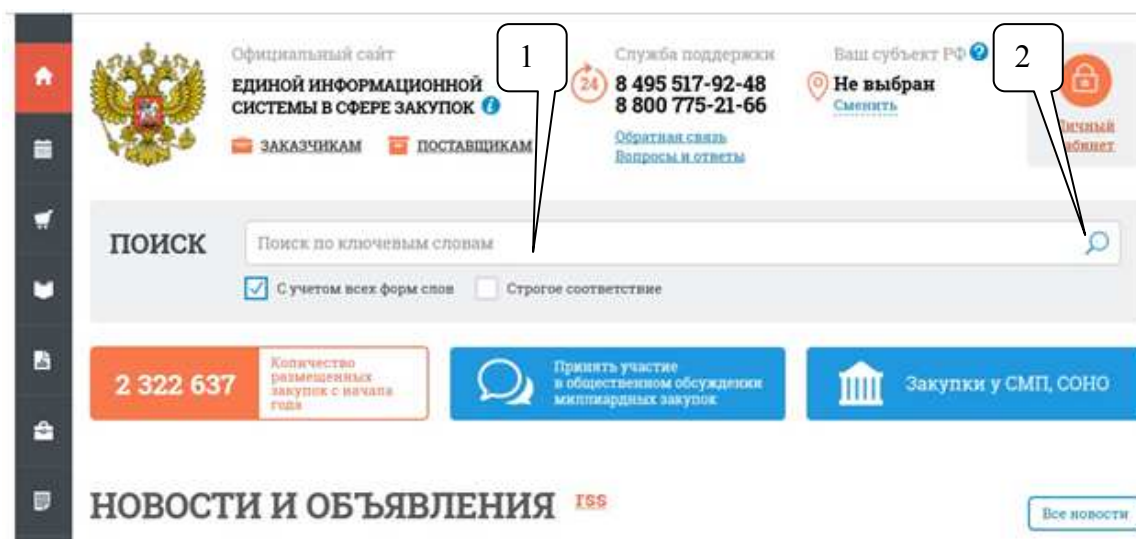 1
2
Официальный сайт
ЕДИНОЙ ИНФОРМАЦИОННОЙ
СИСТЕМЫ В СФЕРЕ ЗАКУПОК
ЗАКАЗЧИКАМ ПОСТАВЩИКАМ
24
Служба поддержки
8 495 517-92-48
8 800 775-21-66
Обратная связь
Вопросы и ответы
Ваш субъект РФ ?
Не выбран
Сменить
Личный
кабинет
ПОИСК
Поиск по ключевым словам
С учетом всех форм слов Строгое соответствие
2 322 637
Количество
размещенных
закупок с начала
года
Принять участие
в общественном обсуждении
миллиардных закупок
Закупки у СМП, СОНО
НОВОСТИ И ОБЪЯВЛЕНИЯ rss
Все новости